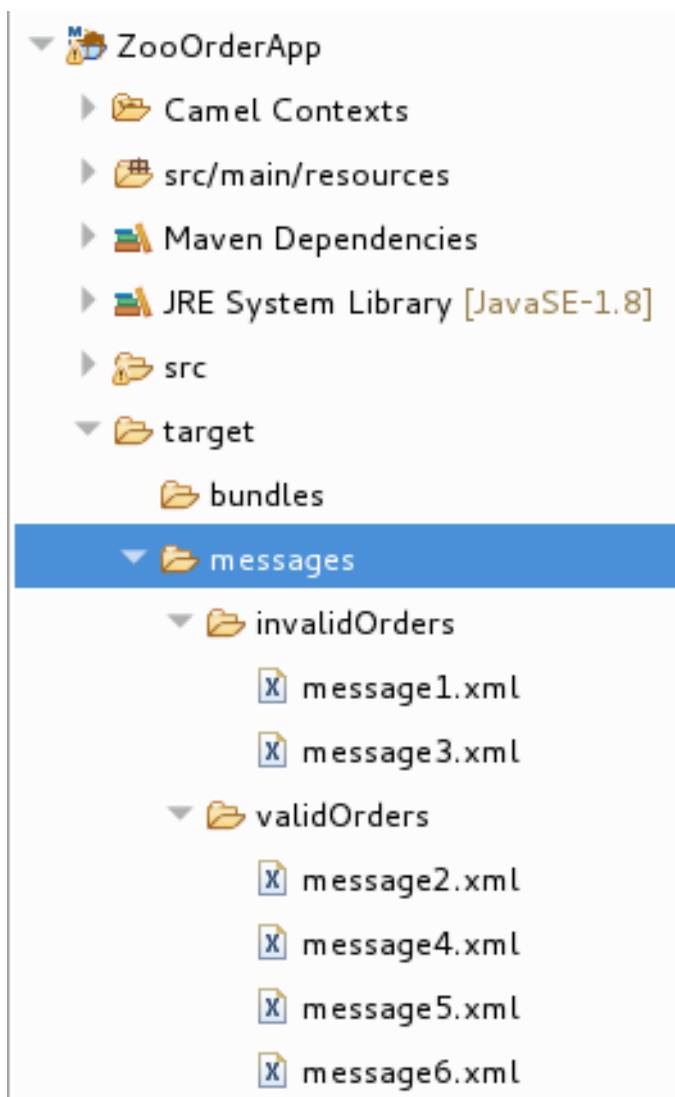 ZooOrderApp
Camel Contexts
src/main/resources
Maven Dependencies
JRE System Library [JavaSE-1.8]
src
target
bundles
messages
invalidOrders
message1.xml
message3.xml
validOrders
message2.xml
message4.xml
message5.xml
message6.xml